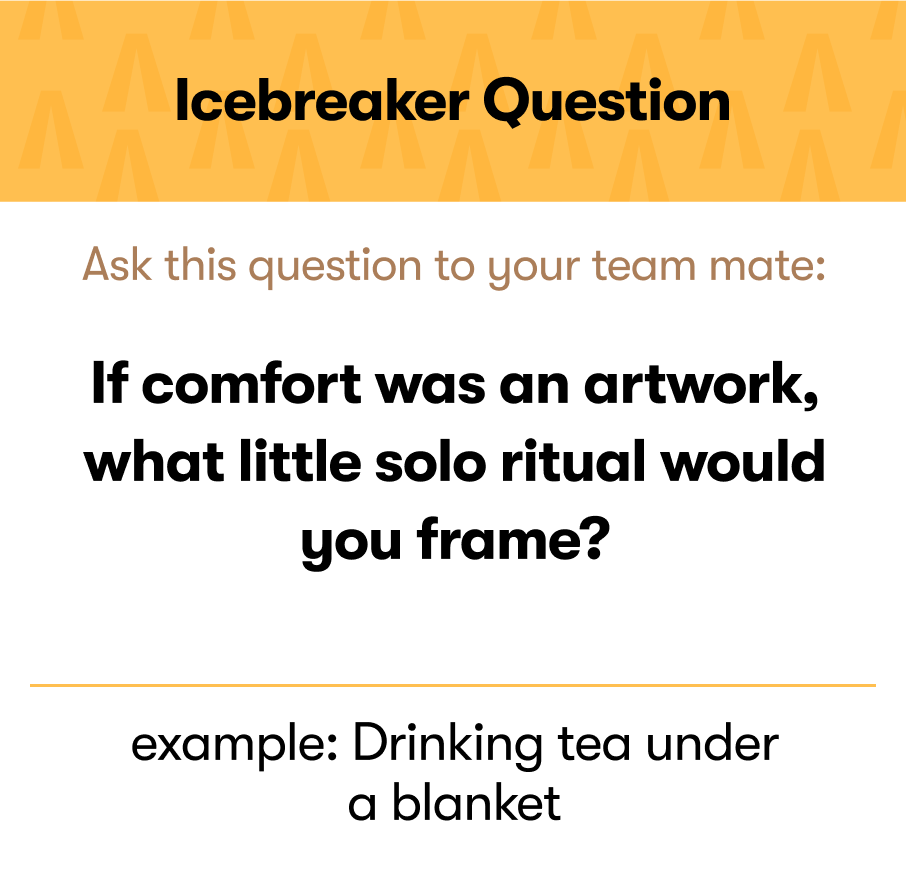 Icebreaker Question
Ask this question to your team mate:
If comfort was an artwork,
what little solo ritual would
you frame?
example: Drinking tea under
a blanket